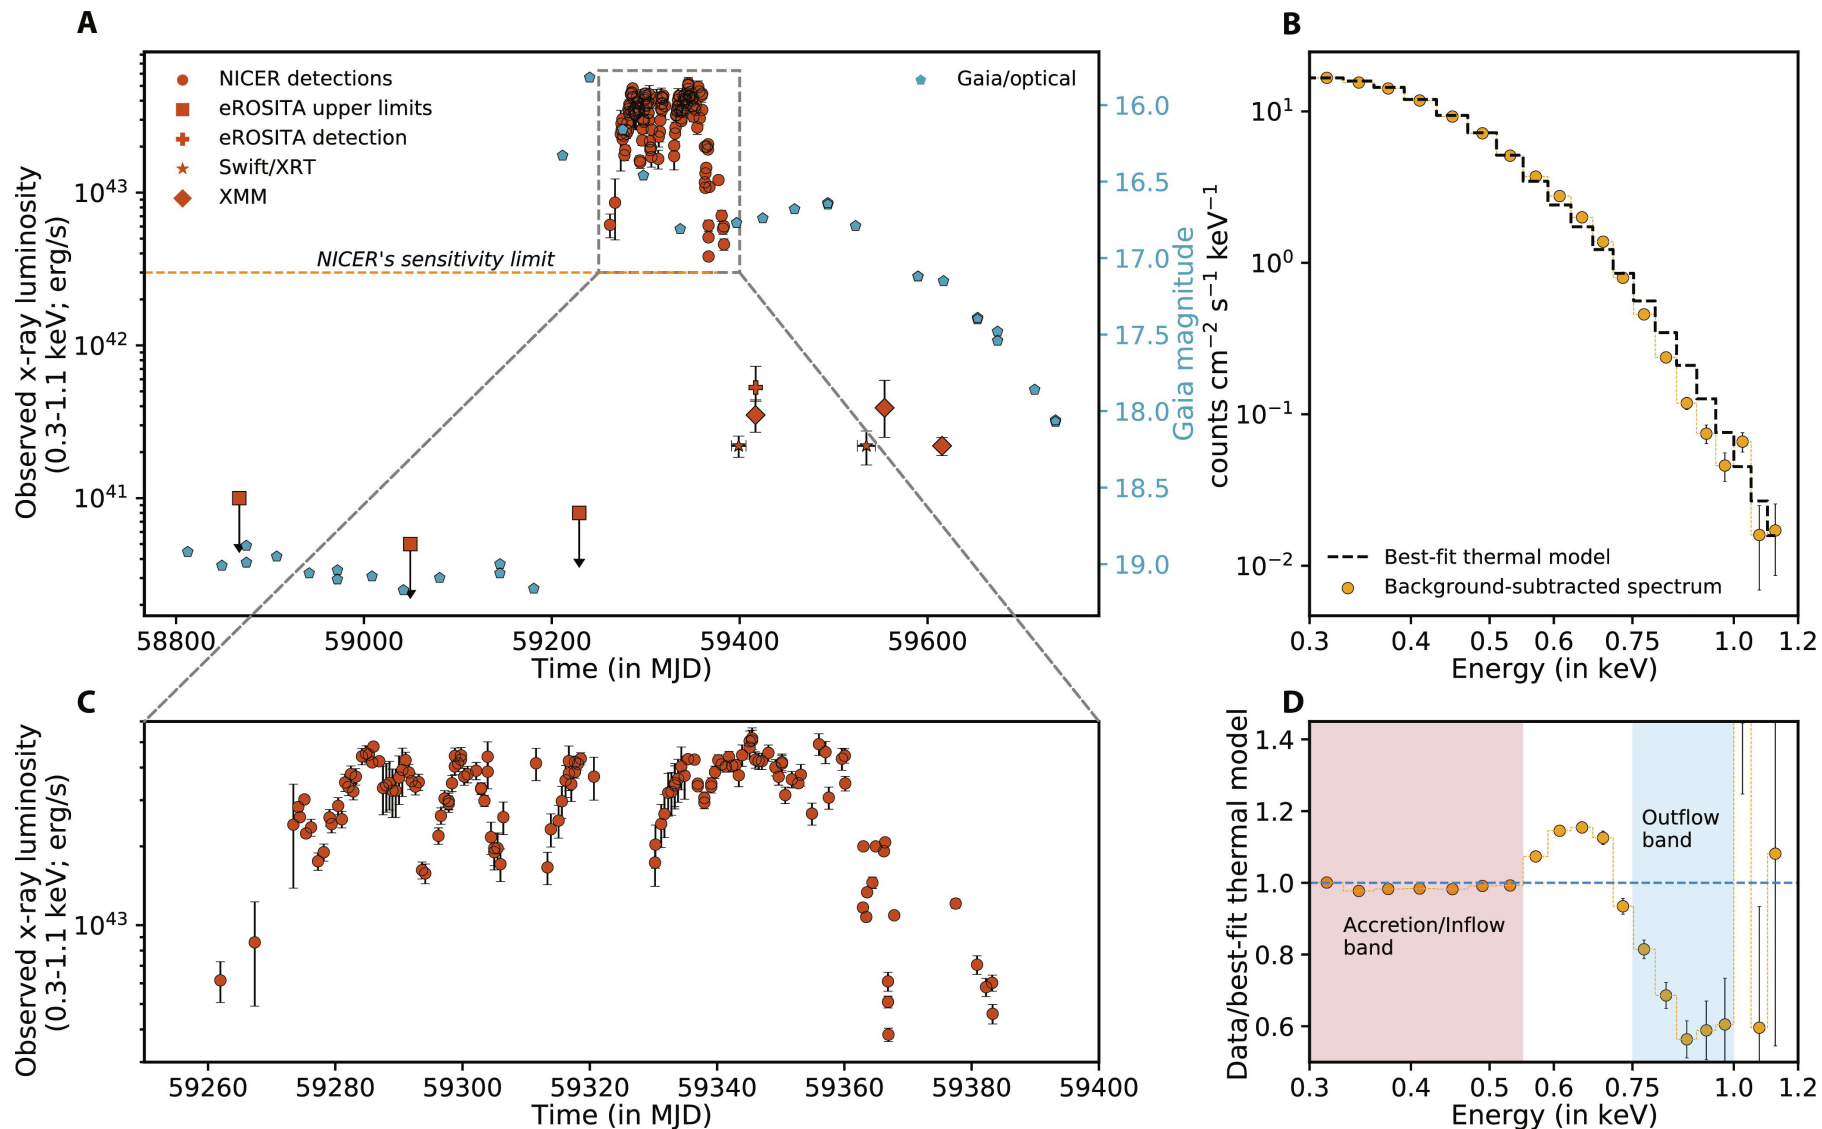 A
NICER detections
eROSITA upper limits
eROSITA detection
Swift/XRT
XMM
Gaia/optical
NICER's sensitivity limit
10^43
10^42
10^41
Observed x-ray luminosity
(0.3-1.1 keV; erg/s)
16.0
16.5
17.0
17.5
18.0
18.5
19.0
Gaia magnitude
58800
59000
59200
59400
59600
Time (in MJD)
B
10^1
10^0
10^−1
10^−2
counts cm^−2 s^−1 keV^−1
Best-fit thermal model
Background-subtracted spectrum
0.3
0.4
0.5
0.6
0.75
1.0
1.2
Energy (in keV)
C
10^43
Observed x-ray luminosity
(0.3-1.1 keV; erg/s)
59260
59280
59300
59320
59340
59360
59380
59400
Time (in MJD)
D
1.4
1.2
1.0
0.8
0.6
Data/best-fit thermal model
Accretion/Inflow
band
Outflow
band
0.3
0.4
0.5
0.6
0.75
1.0
1.2
Energy (in keV)